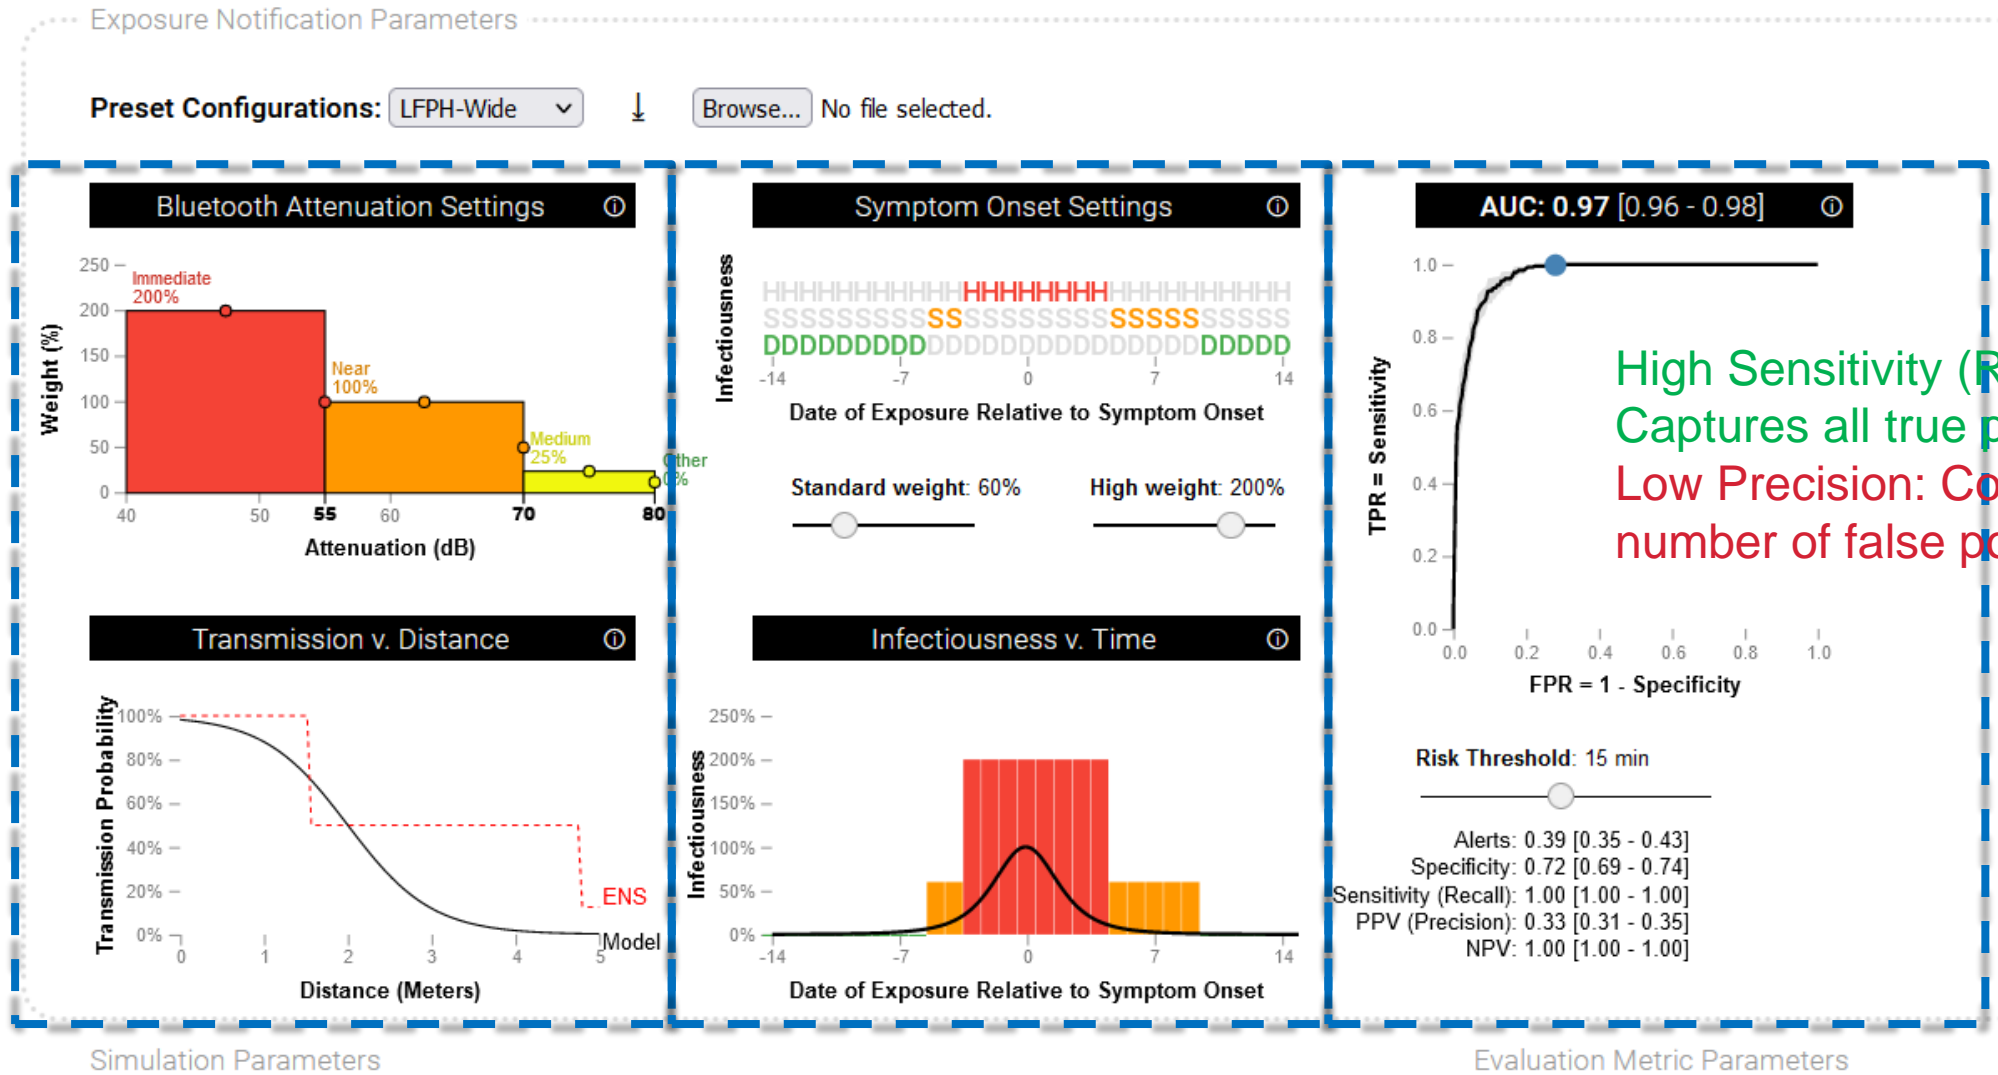 Exposure Notification Parameters
Preset Configurations: LFPH-Wide Browse... No file selected.
Bluetooth Attenuation Settings
250
200
150
100
50
0
Weight (%)
Immediate
200%
Near
100%
Medium
25%
40 50 55 60 70 80
Attenuation (dB)
Symptom Onset Settings
Infectiousness
HHHHHHHHHHHHHHHHHHHHHHHHHHHHH
SSSSSSSSSSSSSSSSSSSSSSSSSSSSS
DDDDDDDDDDDDDDDDDDDDDDDDDDDDD
-14 -7 0 7 14
Date of Exposure Relative to Symptom Onset
Standard weight: 60% High weight: 200%
AUC: 0.97 [0.96 - 0.98]
1.0
0.8
0.6
0.4
0.2
0.0
TPR = Sensitivity
0.0 0.2 0.4 0.6 0.8 1.0
FPR = 1 - Specificity
High Sensitivity (
Captures all true
Low Precision:
number of false
Transmission v. Distance
Transmission Probability
100%
80%
60%
40%
20%
0%
ENS
Model
0 1 2 3 4 5
Distance (Meters)
Infectiousness v. Time
Infectiousness
250%
200%
150%
100%
50%
0%
-14 -7 0 7 14
Date of Exposure Relative to Symptom Onset
Risk Threshold: 15 min
Alerts: 0.39 [0.35 - 0.43]
Specificity: 0.72 [0.69 - 0.74]
Sensitivity (Recall): 1.00 [1.00 - 1.00]
PPV (Precision): 0.33 [0.31 - 0.35]
NPV: 1.00 [1.00 - 1.00]
Simulation Parameters
Evaluation Metric Parameters